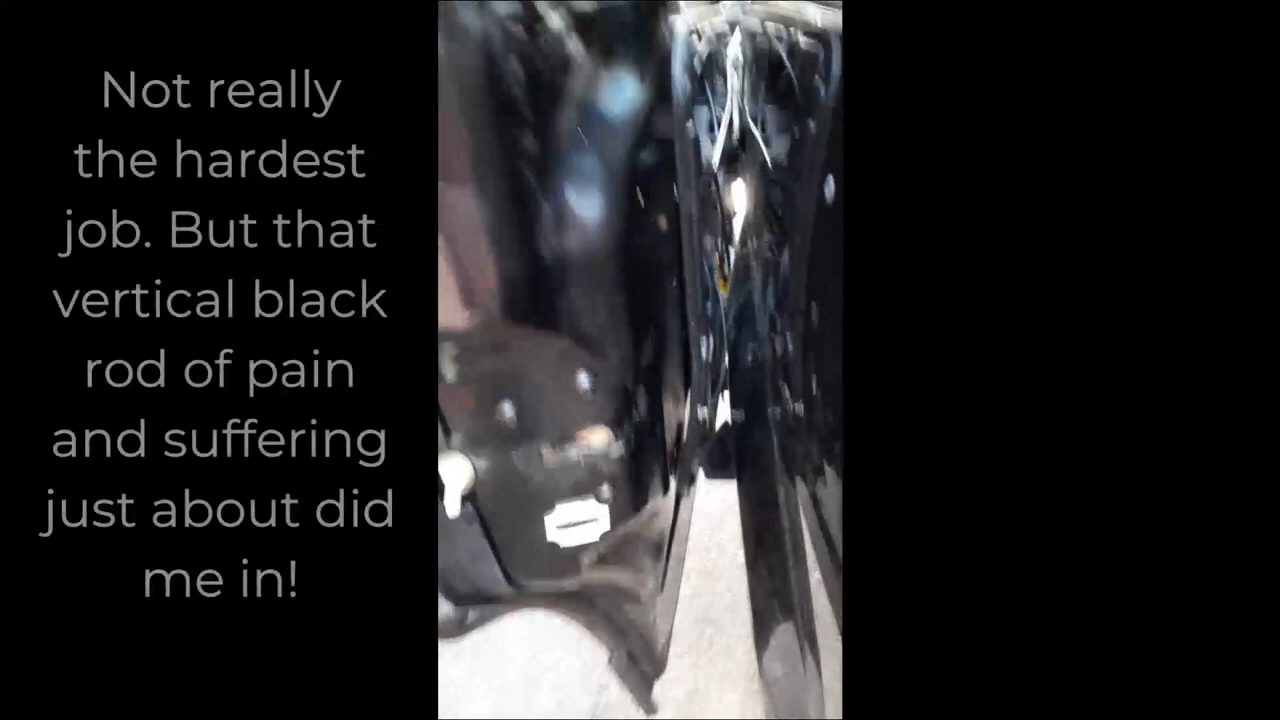 Not really
the hardest
job. But that
vertical black
rod of pain
and suffering
just about did
me in!